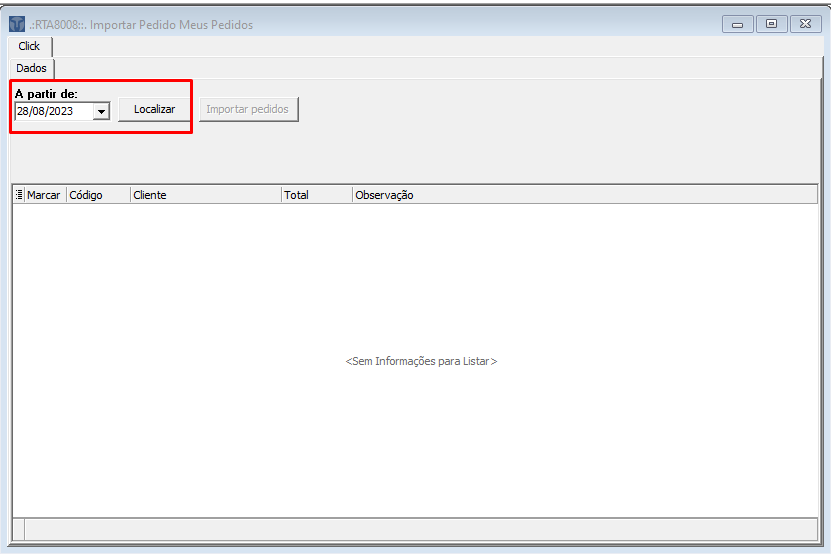 .:RTA8008::. Importar Pedido Meus Pedidos
Click
Dados
A partir de:
28/08/2023 Localizar Importar pedidos
Marcar Código Cliente Total Observação
<Sem Informações para Listar>